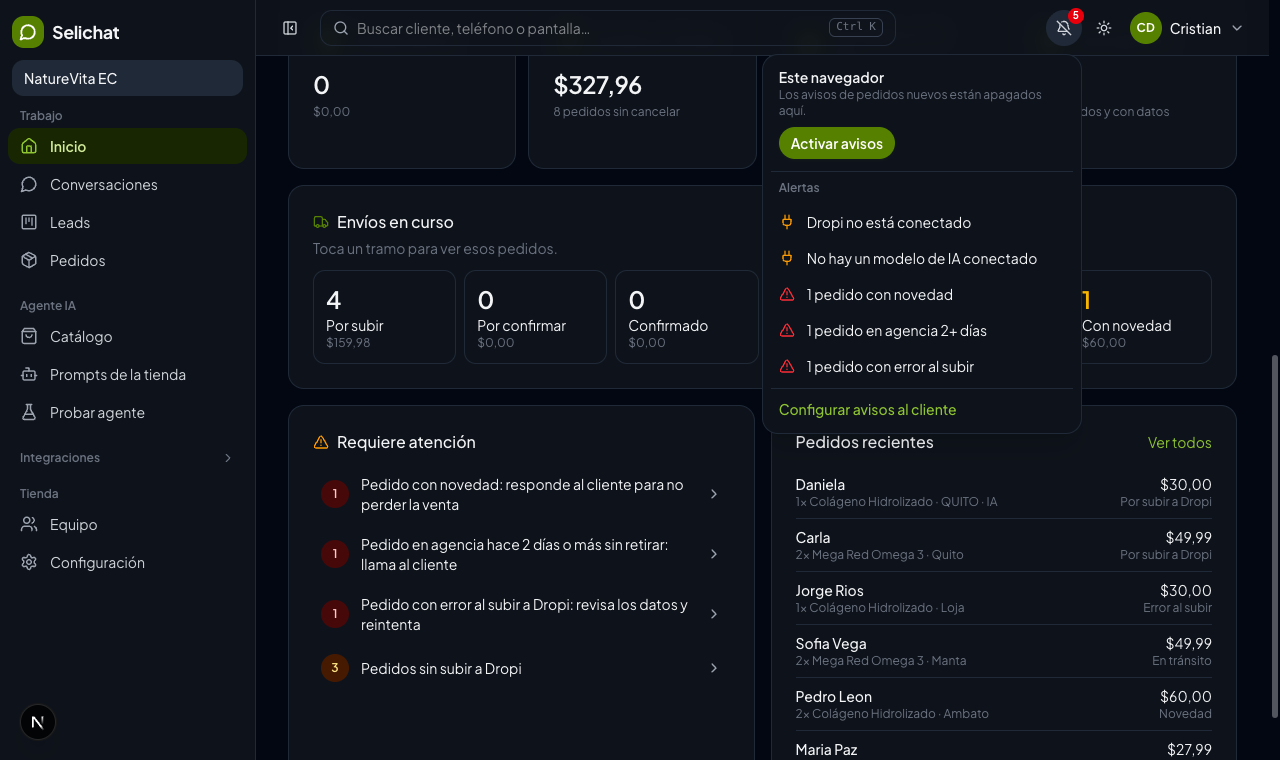 Selichat
NatureVita EC
Trabajo
Inicio
Conversaciones
Leads
Pedidos
Agente IA
Catálogo
Prompts de la tienda
Probar agente
Integraciones
Tienda
Equipo
Configuración
N
Buscar cliente, teléfono o pantalla...
Ctrl K
5
CD
Cristian
0
$0,00
$327,96
8 pedidos sin cancelar
dos y con datos
Este navegador
Los avisos de pedidos nuevos están apagados
aquí.
Activar avisos
Alertas
Dropi no está conectado
No hay un modelo de IA conectado
1 pedido con novedad
1 pedido en agencia 2+ días
1 pedido con error al subir
Configurar avisos al cliente
Envíos en curso
Toca un tramo para ver esos pedidos.
4
Por subir
$159,98
0
Por confirmar
$0,00
0
Confirmado
$0,00
1
Con novedad
$60,00
Requiere atención
1
Pedido con novedad: responde al cliente para no
perder la venta
1
Pedido en agencia hace 2 días o más sin retirar:
llama al cliente
1
Pedido con error al subir a Dropi: revisa los datos y
reintenta
3
Pedidos sin subir a Dropi
Pedidos recientes
Ver todos
Daniela
$30,00
1× Colágeno Hidrolizado · QUITO · IA
Por subir a Dropi
Carla
$49,99
2× Mega Red Omega 3 · Quito
Por subir a Dropi
Jorge Rios
$30,00
1× Colágeno Hidrolizado · Loja
Error al subir
Sofia Vega
$49,99
2× Mega Red Omega 3 · Manta
En tránsito
Pedro Leon
$60,00
2× Colágeno Hidrolizado · Ambato
Novedad
Maria Paz
$27,99